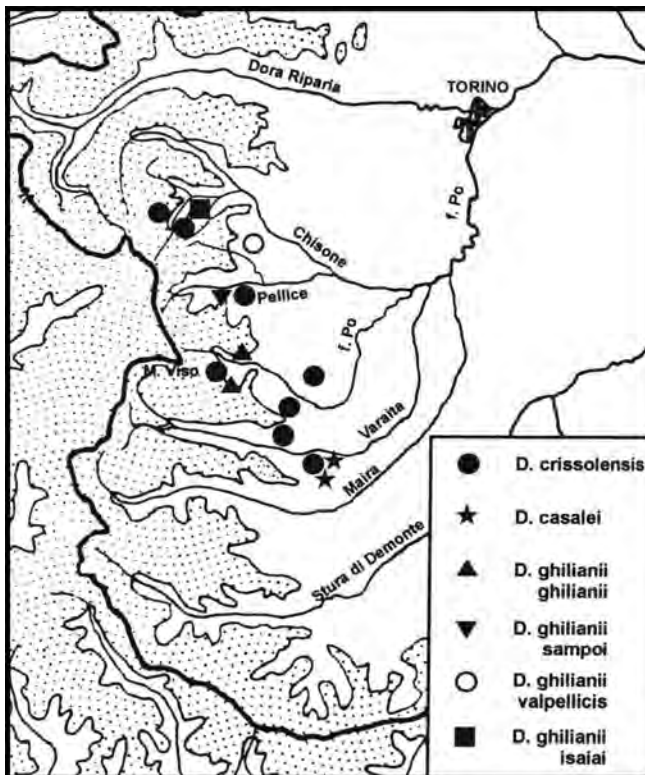 Dora Riparia
TORINO
f. Po
Chisone
Pellice
f. Po
M. Viso
Varaita
Maira
Stura di Demonte
D. crissolensis
D. casalei
D. ghilianii
ghilianii
D. ghilianii
sampoi
D. ghilianii
valpellicis
D. ghilianii
isaiai